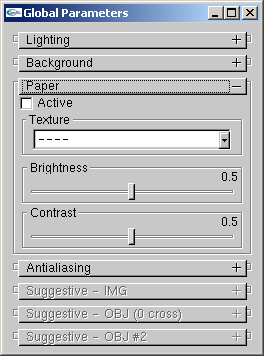 Global Parameters
Lighting
Background
Paper
Active
Texture
----
Brightness
0.5
Contrast
0.5
Antialiasing
Suggestive - IMG
Suggestive - OBJ (0 cross)
Suggestive - OBJ #2